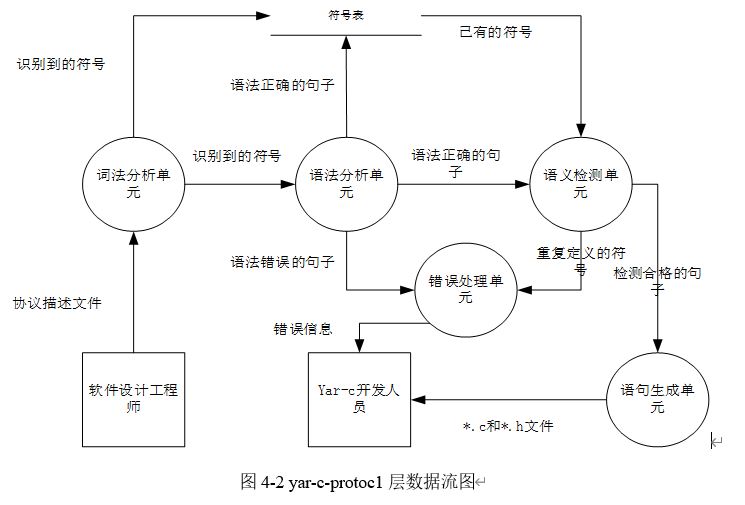 符号表
已有的符号
识别到的符号
语法正确的句子
词法分析单
元
识别到的符号
语法分析单
元
语法正确的句
子
语义检测单
元
语法错误的句子
错误处理单
元
重复定义的符
号
检测合格的句
子
协议描述文件
错误信息
软件设计工程
师
Yar-c开发人
员
语句生成单
元
*.c和*.h文件
图 4-2 yar-c-protoc1 层数据流图